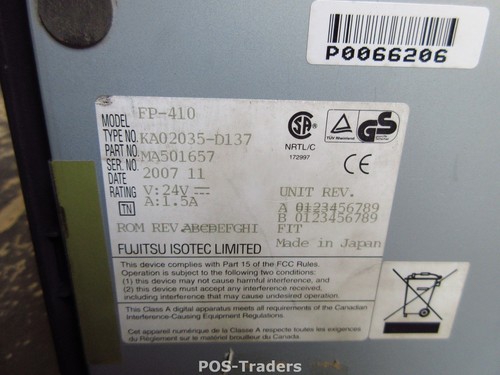 P0066206
MODEL FP-410
TYPE NO. KA02035-D137
PART NO. MA501657
SER. NO.
DATE 2007 11
RATING V:24V
TN A:1.5A
NRTL/C
172997
TÜV Rheinland
CE
UNIT REV.
A 0123456789
B 0123456789
ROM REV. ABCDEFGHI FIT
FUJITSU ISOTEC LIMITED Made in Japan
This device complies with Part 15 of the FCC Rules.
Operation is subject to the following two conditions:
(1) this device may not cause harmful interference, and
(2) this device must accept any interference received,
including interference that may cause undesired operation.
This Class A digital apparatus meets all requirements of the Canadian
Interference-Causing Equipment Regulations.
Cet appareil numérique de la Classe A respecte toutes les exigences
du Règlement sur le matériel brouilleur du Canada.
POS-Traders